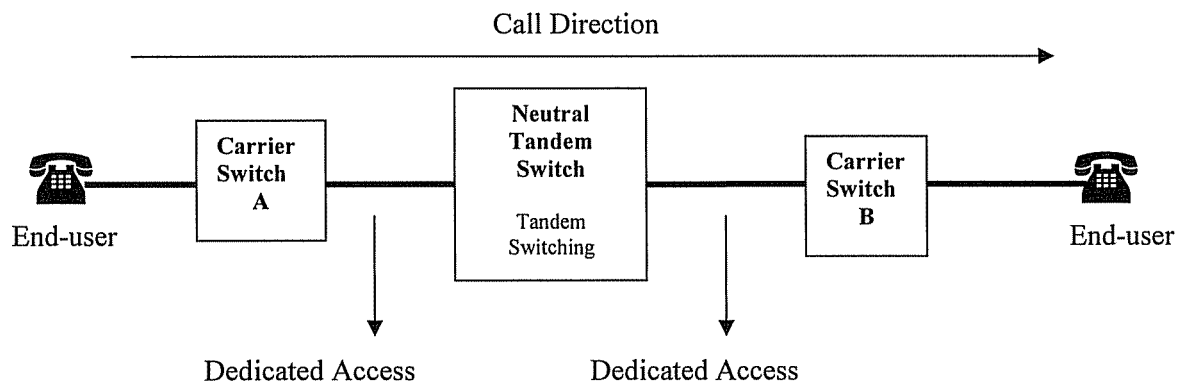 Call Direction
Neutral
Tandem
Switch
Tandem
Switching
Carrier
Switch
A
Carrier
Switch
B
End-user
End-user
Dedicated Access
Dedicated Access